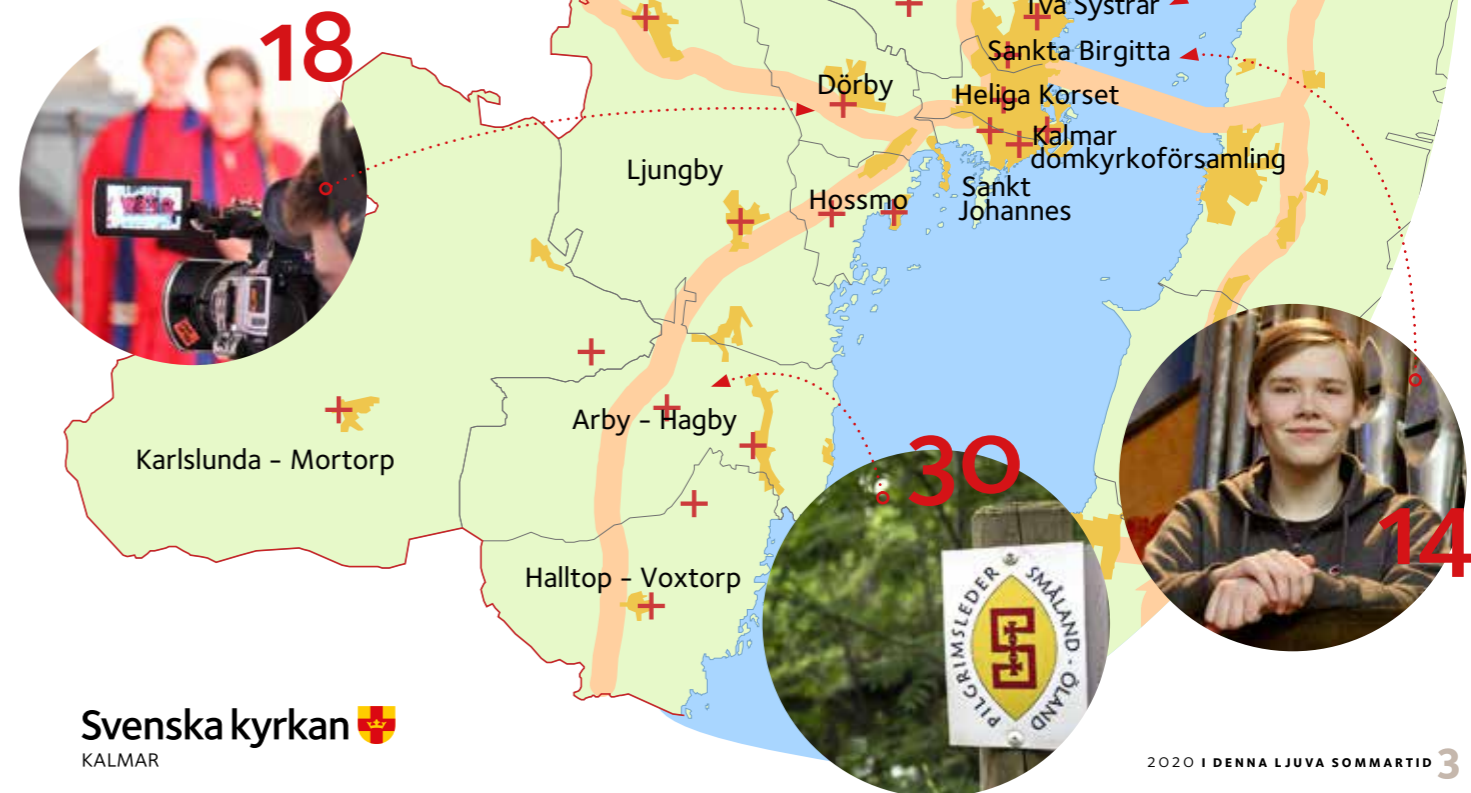 18
Två Systrar
Sankta Birgitta
Dörby
Heliga Korset
Kalmar
domkyrkoförsamling
Ljungby
Sankt
Johannes
Hossmo
Arby – Hagby
Karlslunda – Mortorp
30
14
Halltop – Voxtorp
PILGRIMSLEDER
SMÅLAND - ÖLAND
Svenska kyrkan
KALMAR
2020 I DENNA LJUVA SOMMARTID 3